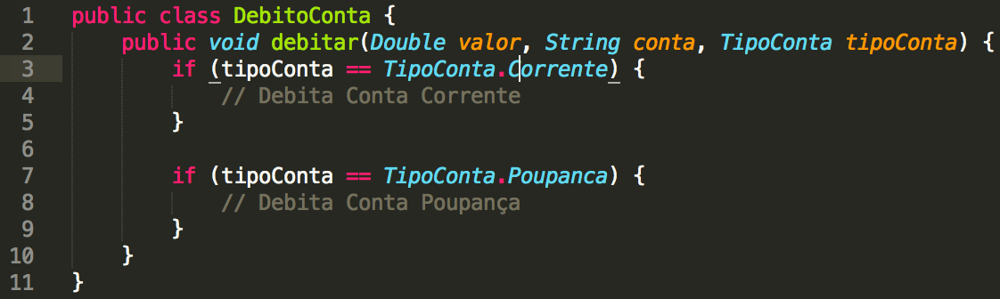 1 public class DebitoConta {
2 public void debitar(Double valor, String conta, TipoConta tipoConta) {
3 if (tipoConta == TipoConta.Corrente) {
4 // Debita Conta Corrente
5 }
6
7 if (tipoConta == TipoConta.Poupanca) {
8 // Debita Conta Poupança
9 }
10 }
11 }